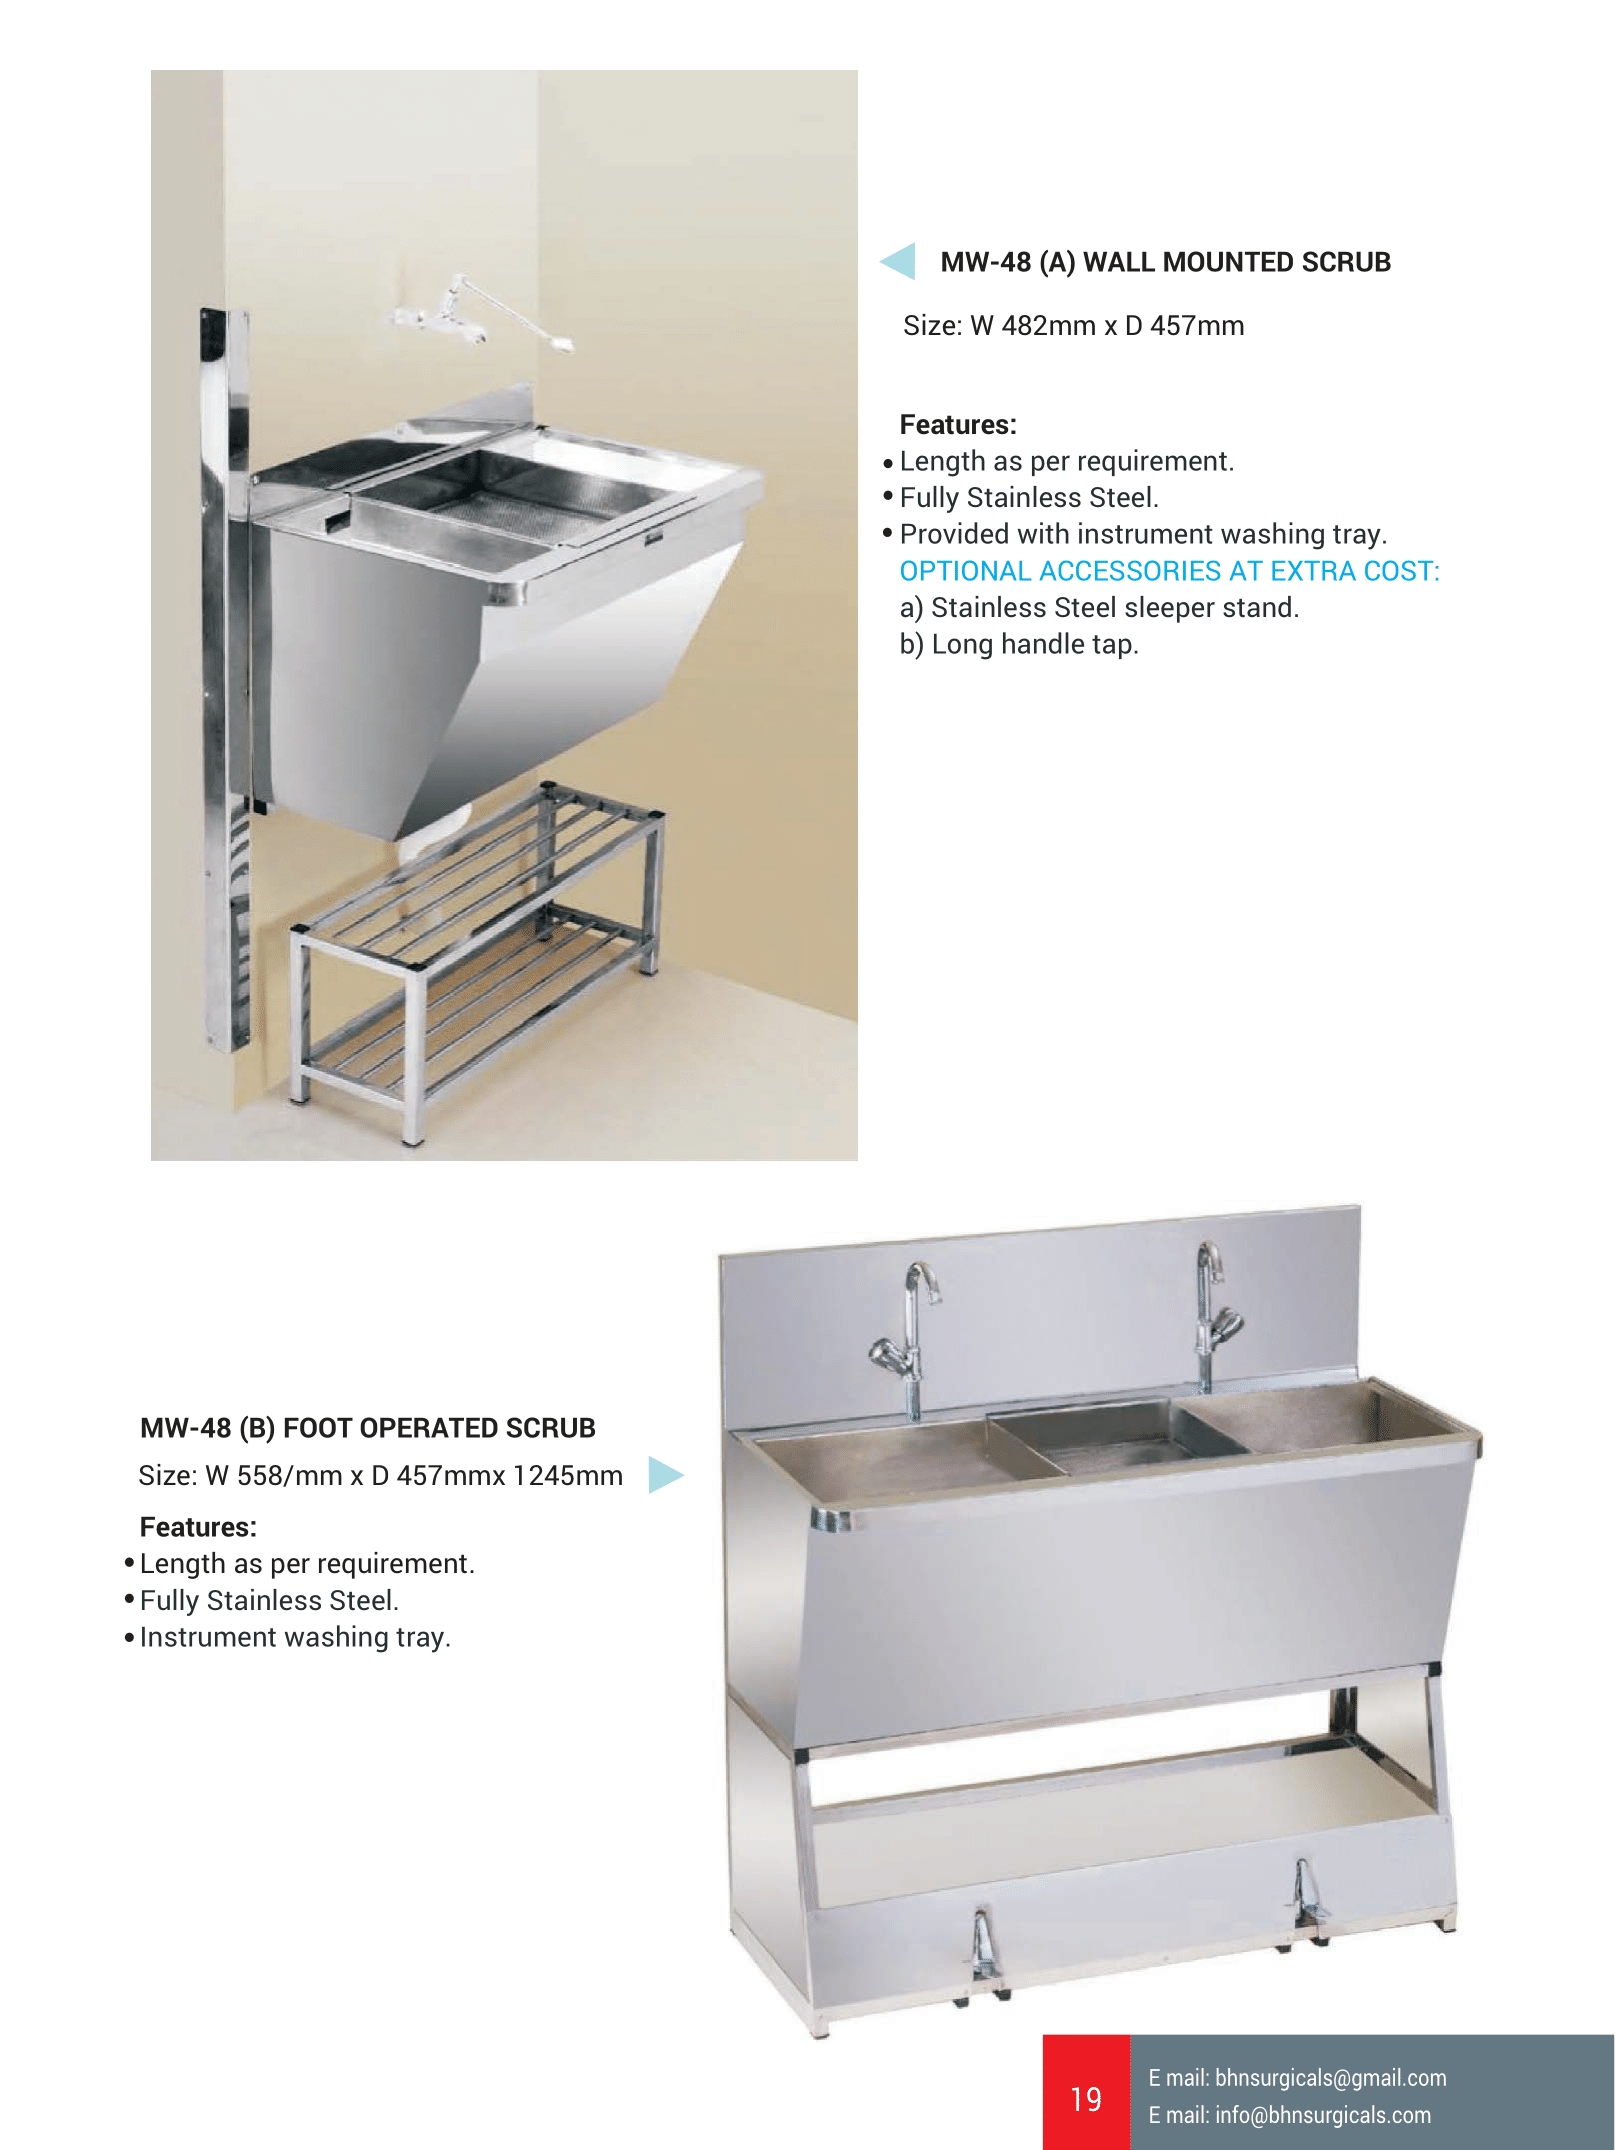 MW-48 (A) WALL MOUNTED SCRUB
Size: W 482mm x D 457mm
Features:
• Length as per requirement.
• Fully Stainless Steel.
• Provided with instrument washing tray.
OPTIONAL ACCESSORIES AT EXTRA COST:
a) Stainless Steel sleeper stand.
b) Long handle tap.
MW-48 (B) FOOT OPERATED SCRUB
Size: W 558/mm x D 457mmx 1245mm
Features:
• Length as per requirement.
• Fully Stainless Steel.
• Instrument washing tray.
19
E mail: bhnsurgicals@gmail.com
E mail: info@bhnsurgicals.com